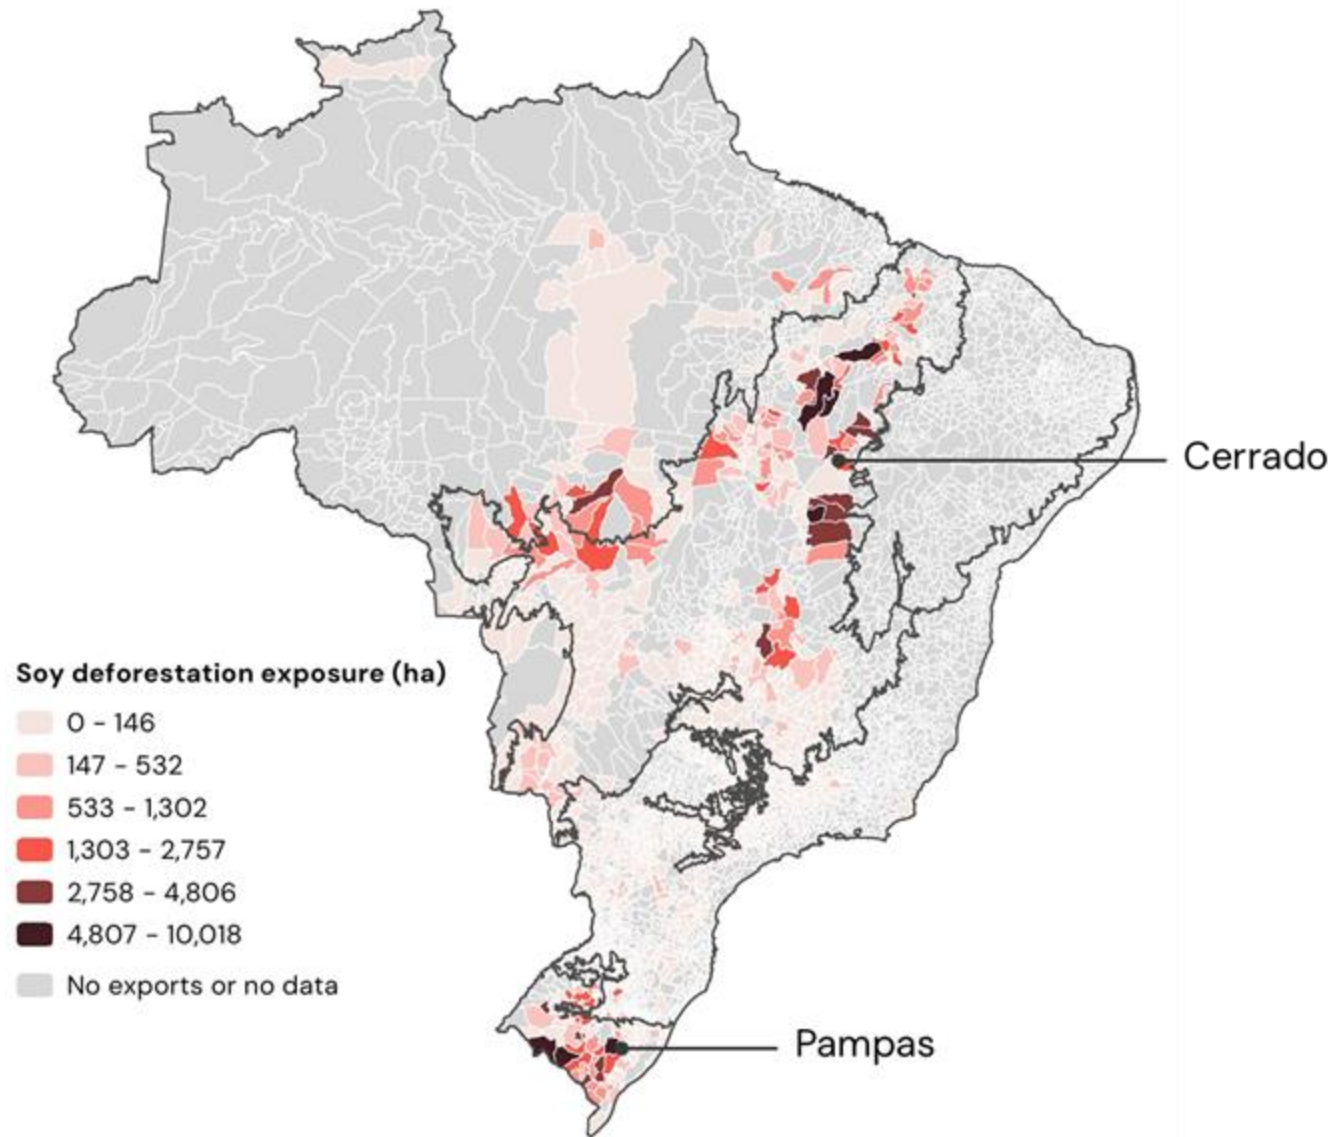 Cerrado
Soy deforestation exposure (ha)
0 – 146
147 – 532
533 – 1,302
1,303 – 2,757
2,758 – 4,806
4,807 – 10,018
No exports or no data
Pampas